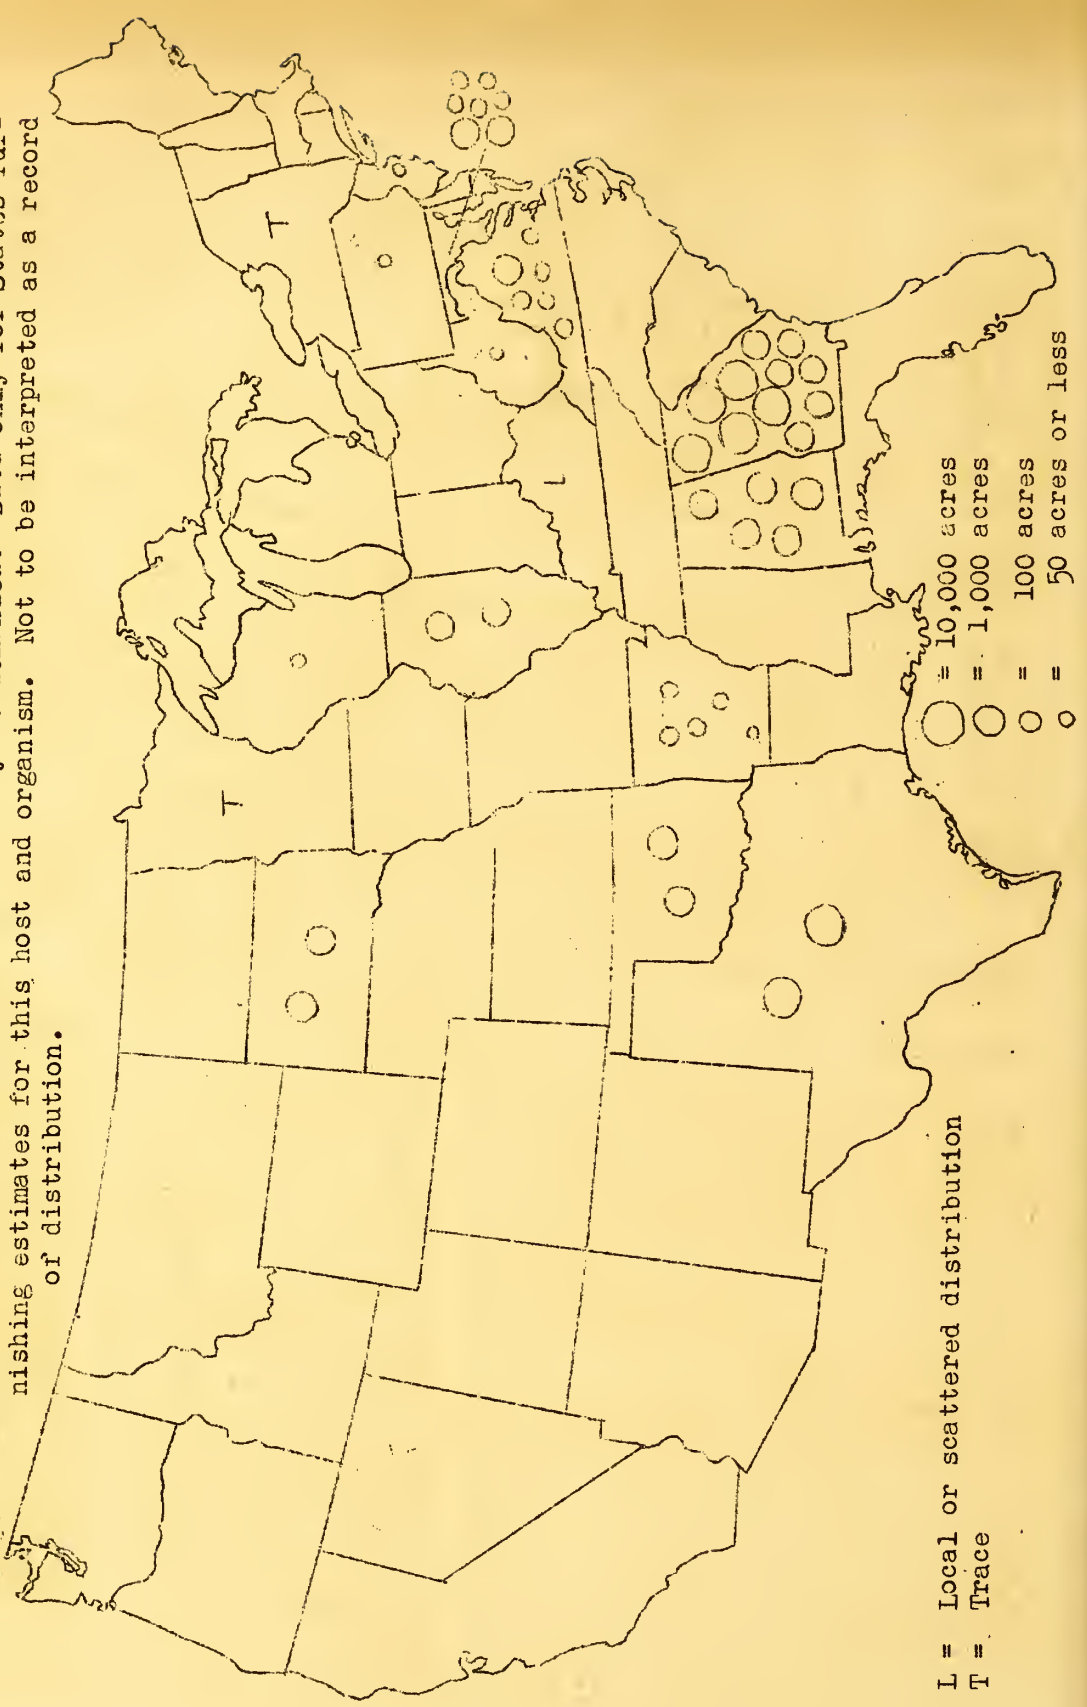 nishing estimates for this host and organism. Not to be interpreted as a record
of distribution.
T
T
L
L = Local or scattered distribution
T = Trace
= 10,000 acres
= 1,000 acres
= 100 acres
= 50 acres or less